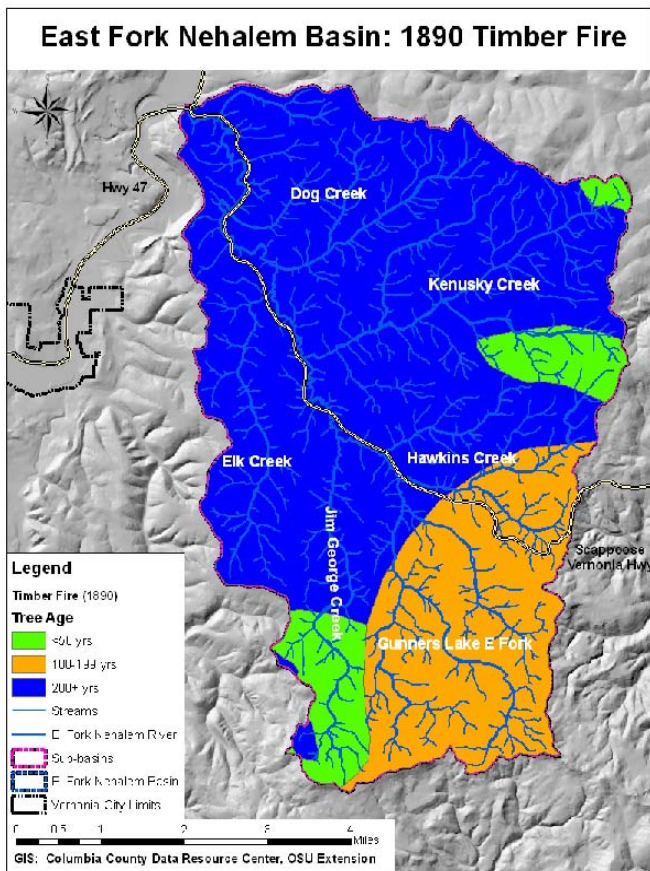 East Fork Nehalem Basin: 1890 Timber Fire
Hwy 47
Dog Creek
Kenusky Creek
Hawkins Creek
Elk Creek
Jim George Creek
Scappoose
Vernonia Hwy
Gunners Lake E Fork
Legend
Timber Fire (1890)
Tree Age
<50 yrs
100-199 yrs
200+ yrs
Streams
E Fork Nehalem River
Sub-basins
E Fork Nehalem Basin
Vernonia City Limits
0 0.5 1 2 3 4
Miles
GIS: Columbia County Data Resource Center, OSU Extension